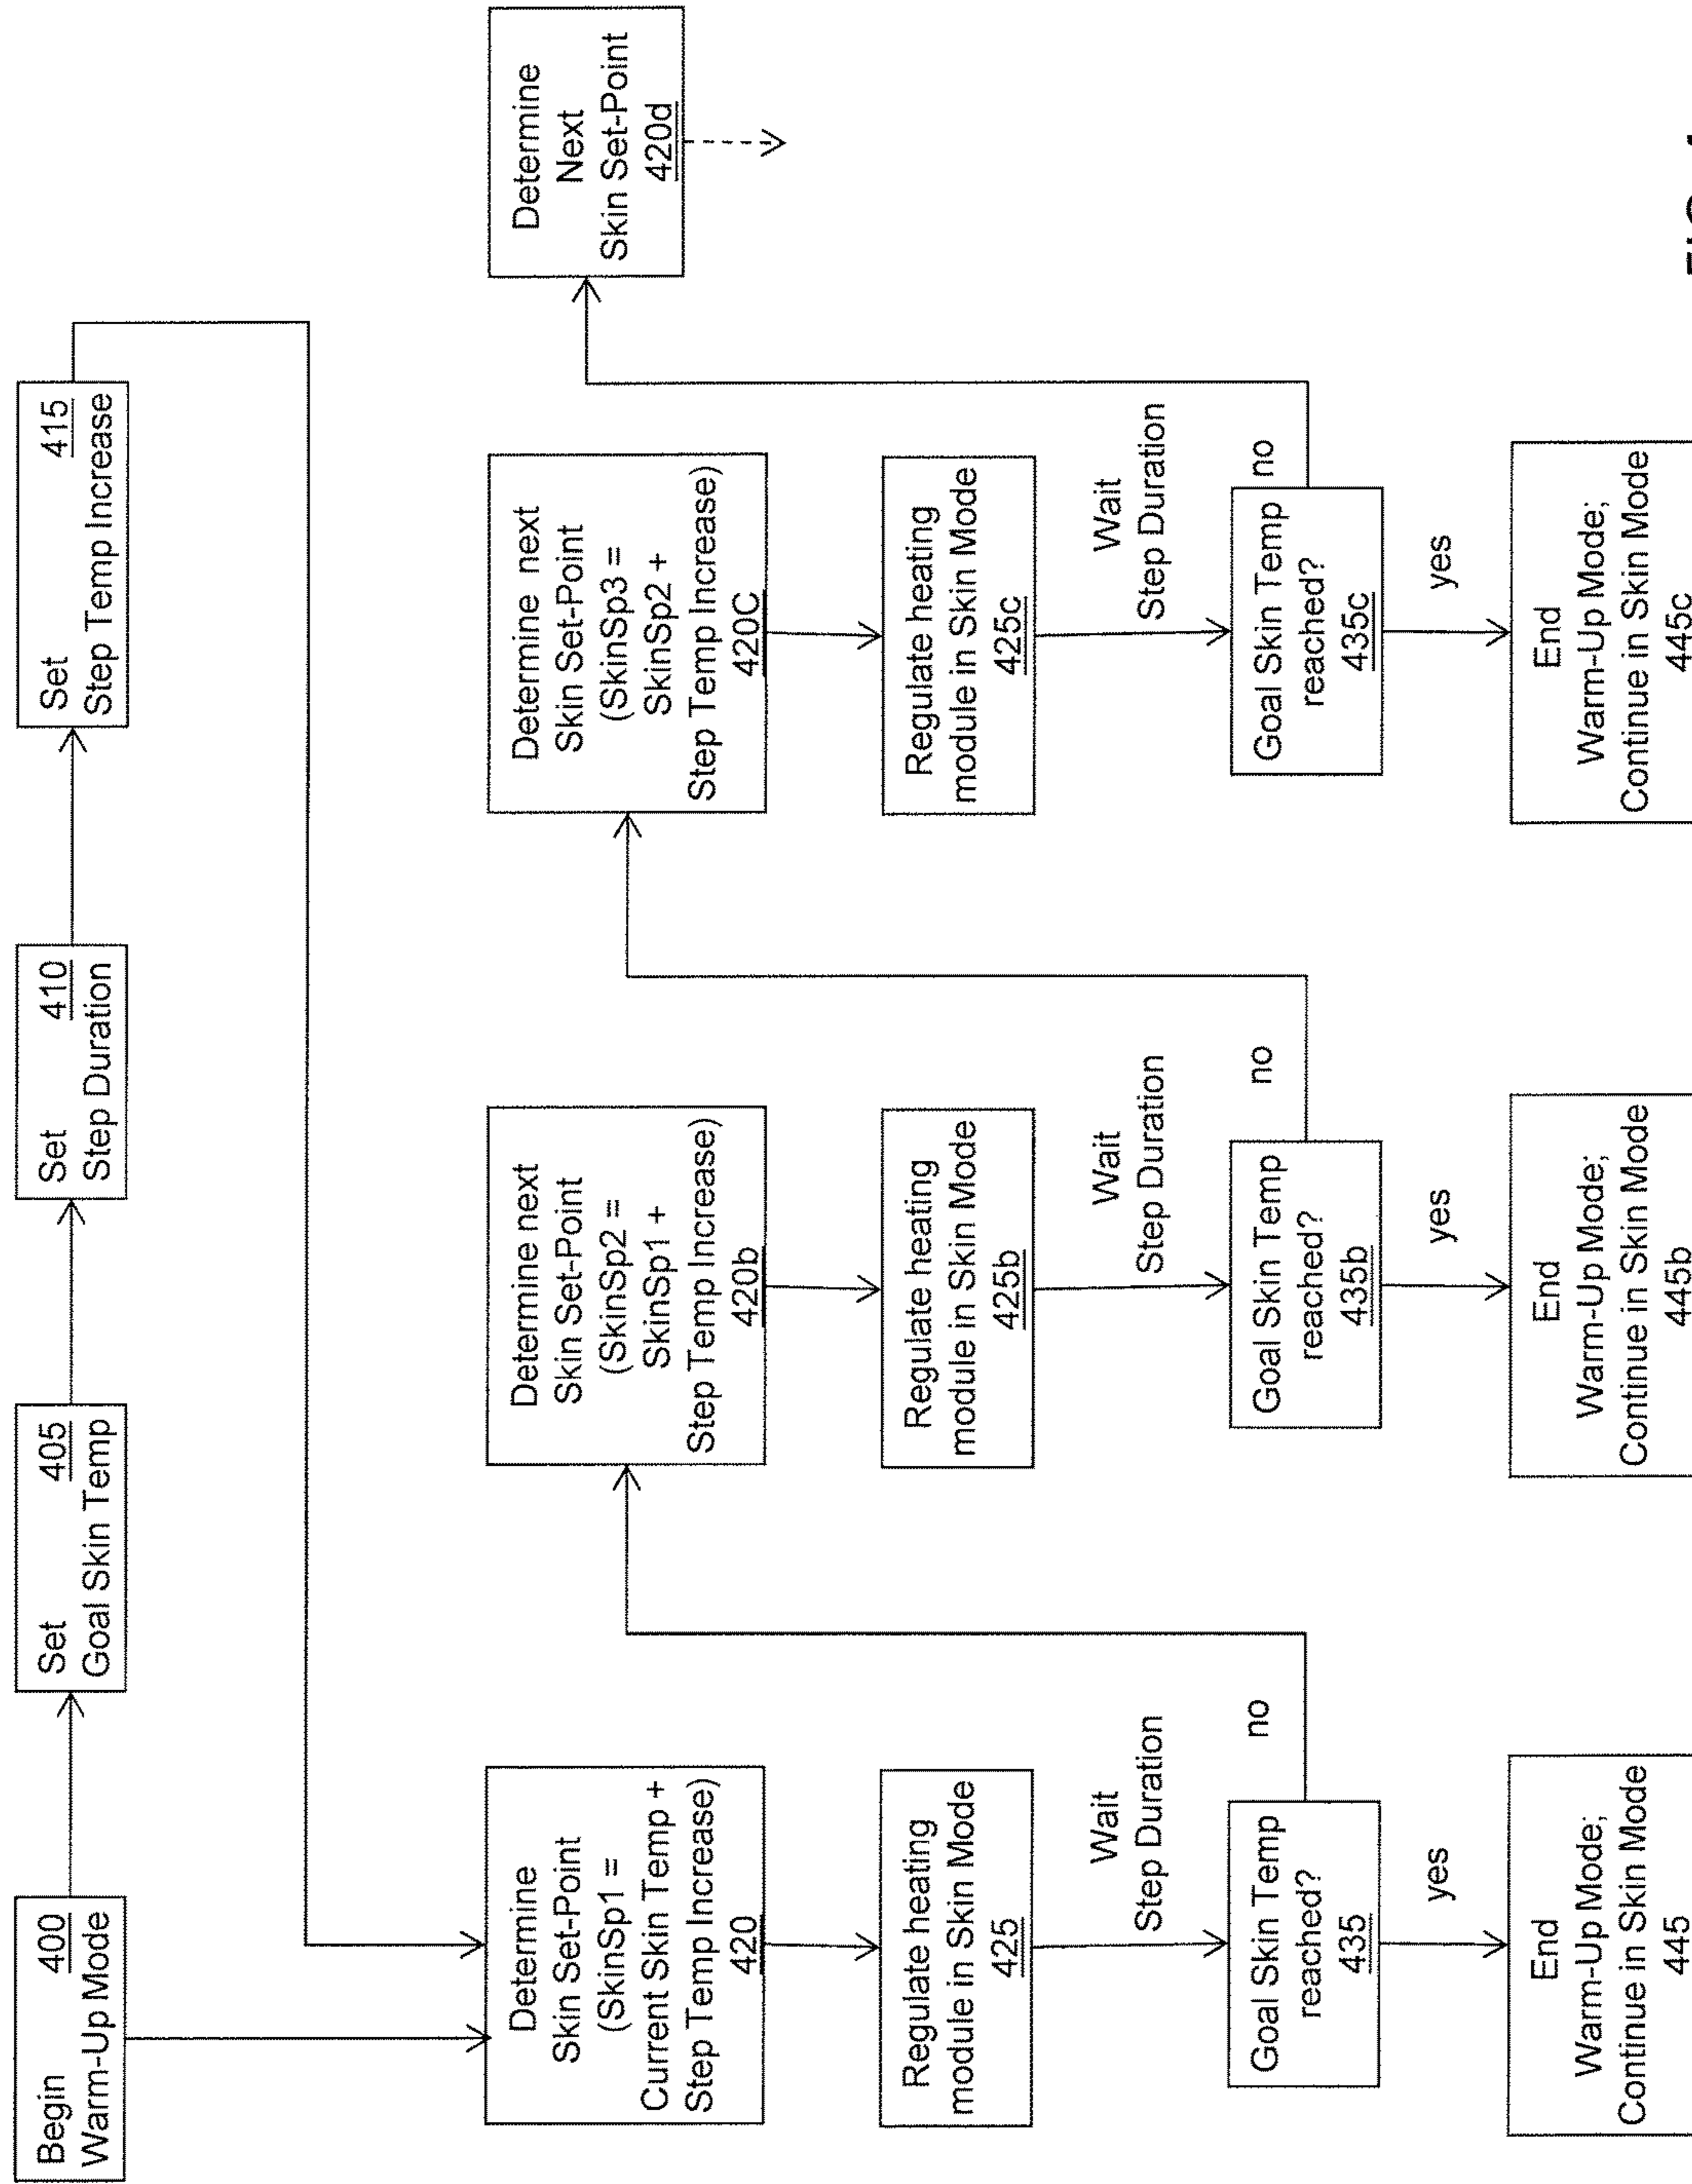 Begin 400
Warm-Up Mode
Set 405
Goal Skin Temp
Set 410
Step Duration
Set 415
Step Temp Increase
Determine
Skin Set-Point
(SkinSp1 =
Current Skin Temp +
Step Temp Increase)
420
Regulate heating
module in Skin Mode
425
Wait
Step Duration
Goal Skin Temp
reached?
435
no
yes
End
Warm-Up Mode;
Continue in Skin Mode
445
Determine next
Skin Set-Point
(SkinSp2 =
SkinSp1 +
Step Temp Increase)
420b
Regulate heating
module in Skin Mode
425b
Wait
Step Duration
Goal Skin Temp
reached?
435b
no
yes
End
Warm-Up Mode;
Continue in Skin Mode
445b
Determine next
Skin Set-Point
(SkinSp3 =
SkinSp2 +
Step Temp Increase)
420C
Regulate heating
module in Skin Mode
425c
Wait
Step Duration
Goal Skin Temp
reached?
435c
no
yes
End
Warm-Up Mode;
Continue in Skin Mode
445c
Determine
Next
Skin Set-Point
420d